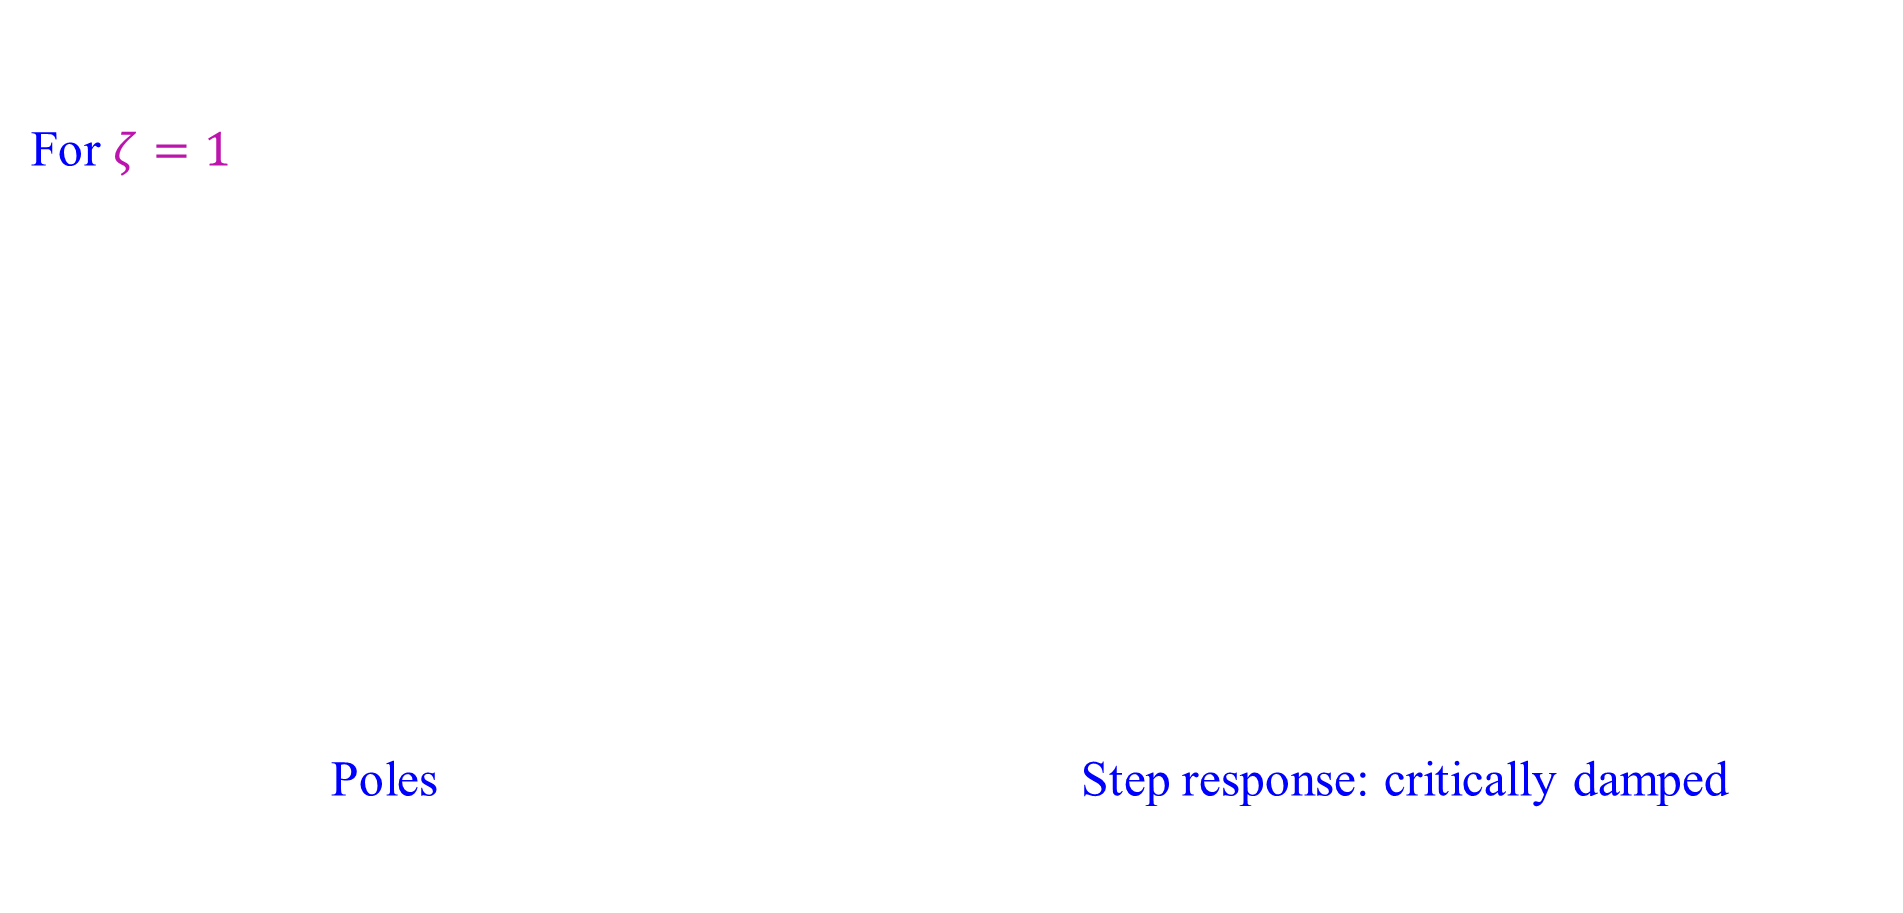 For ζ = 1
Poles
Step response: critically damped